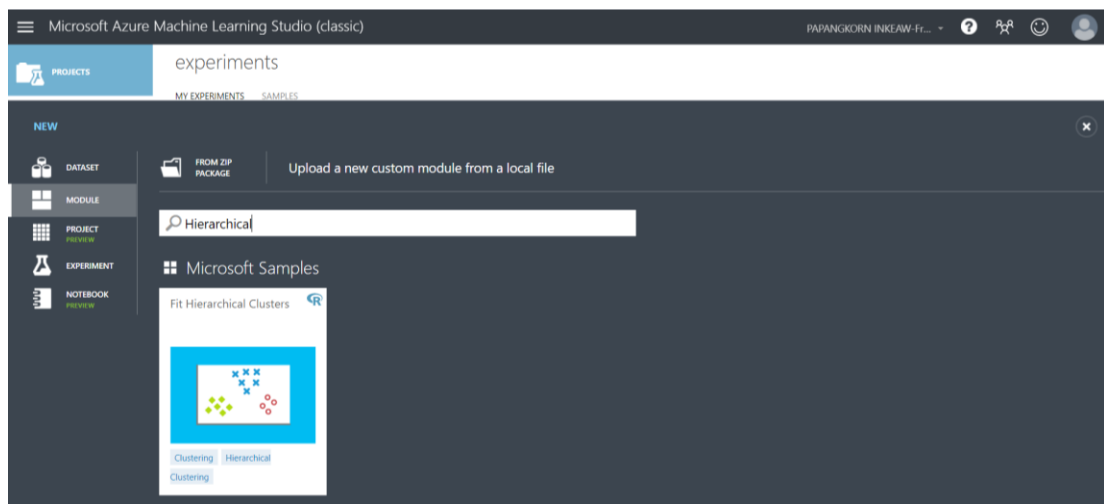 Microsoft Azure Machine Learning Studio (classic)
PAPANGKORN INKEAW-Fr...
?
PROJECTS
experiments
MY EXPERIMENTS SAMPLES
NEW
DATASET
MODULE
PROJECT
PREVIEW
EXPERIMENT
NOTEBOOK
PREVIEW
FROM ZIP
PACKAGE
Upload a new custom module from a local file
Hierarchical
Microsoft Samples
Fit Hierarchical Clusters
R
Clustering Hierarchical
Clustering